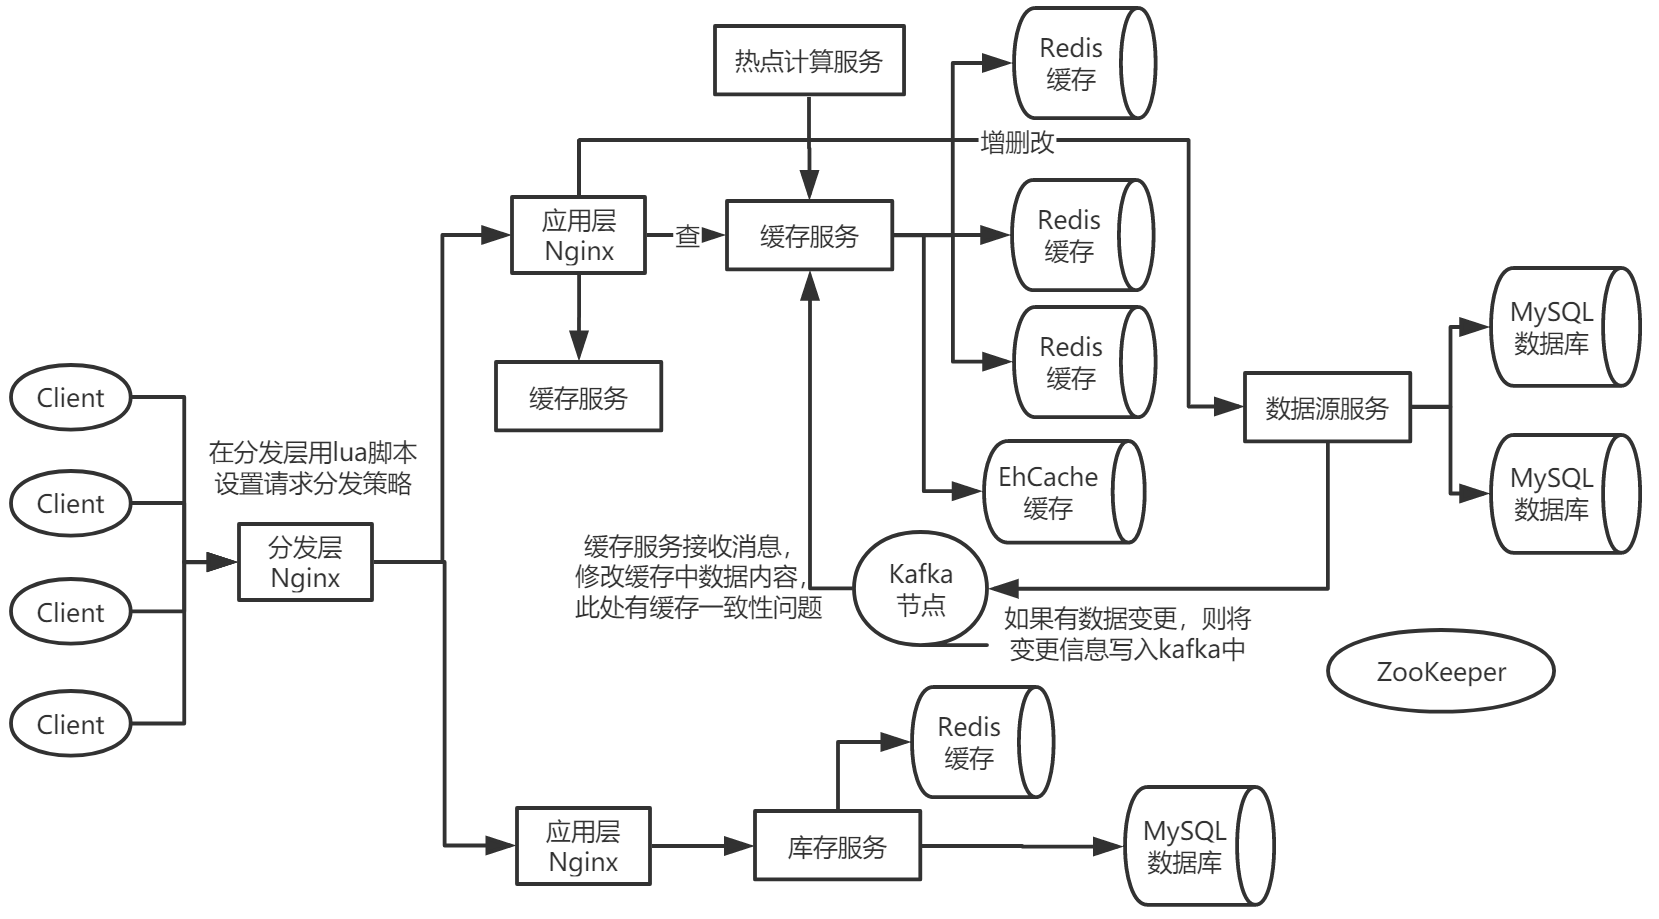 热点计算服务
Redis
缓存
增删改
应用层
Nginx
查
缓存服务
Redis
缓存
缓存服务
Redis
缓存
MySQL
数据库
数据源服务
Client
Client
Client
Client
在分发层用lua脚本
设置请求分发策略
分发层
Nginx
EhCache
缓存
MySQL
数据库
缓存服务接收消息，
修改缓存中数据内容，
此处有缓存一致性问题
Kafka
节点
如果有数据变更，则将
变更信息写入kafka中
ZooKeeper
Redis
缓存
应用层
Nginx
库存服务
MySQL
数据库